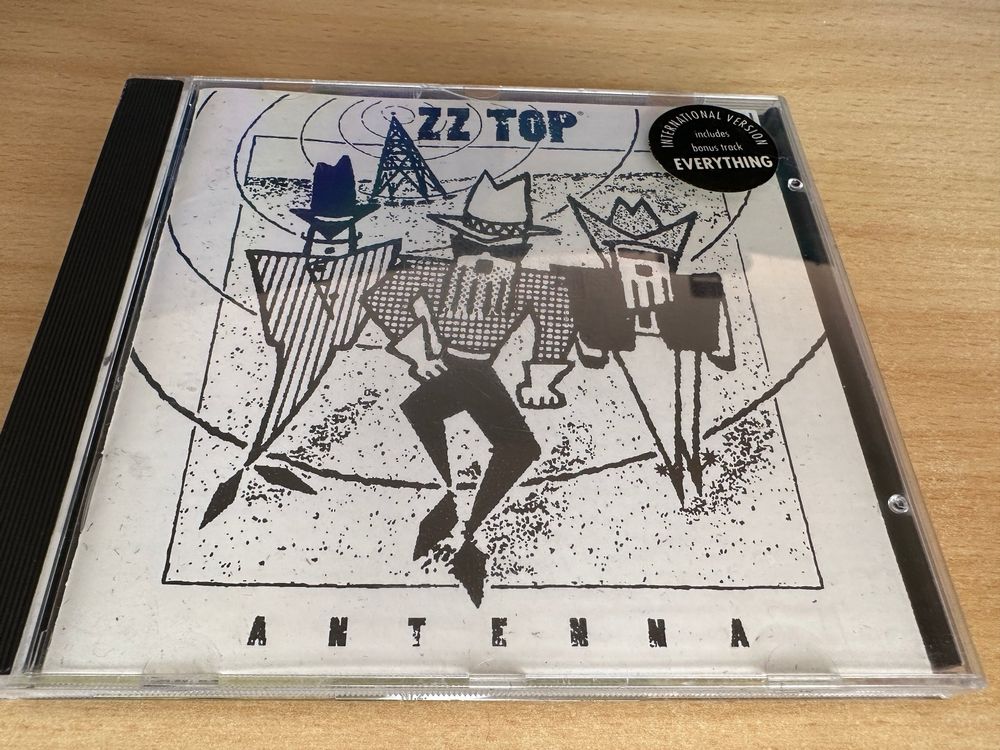 ZZ TOP
INTERNATIONAL VERSION
includes
bonus track
EVERYTHING
ANTENNA